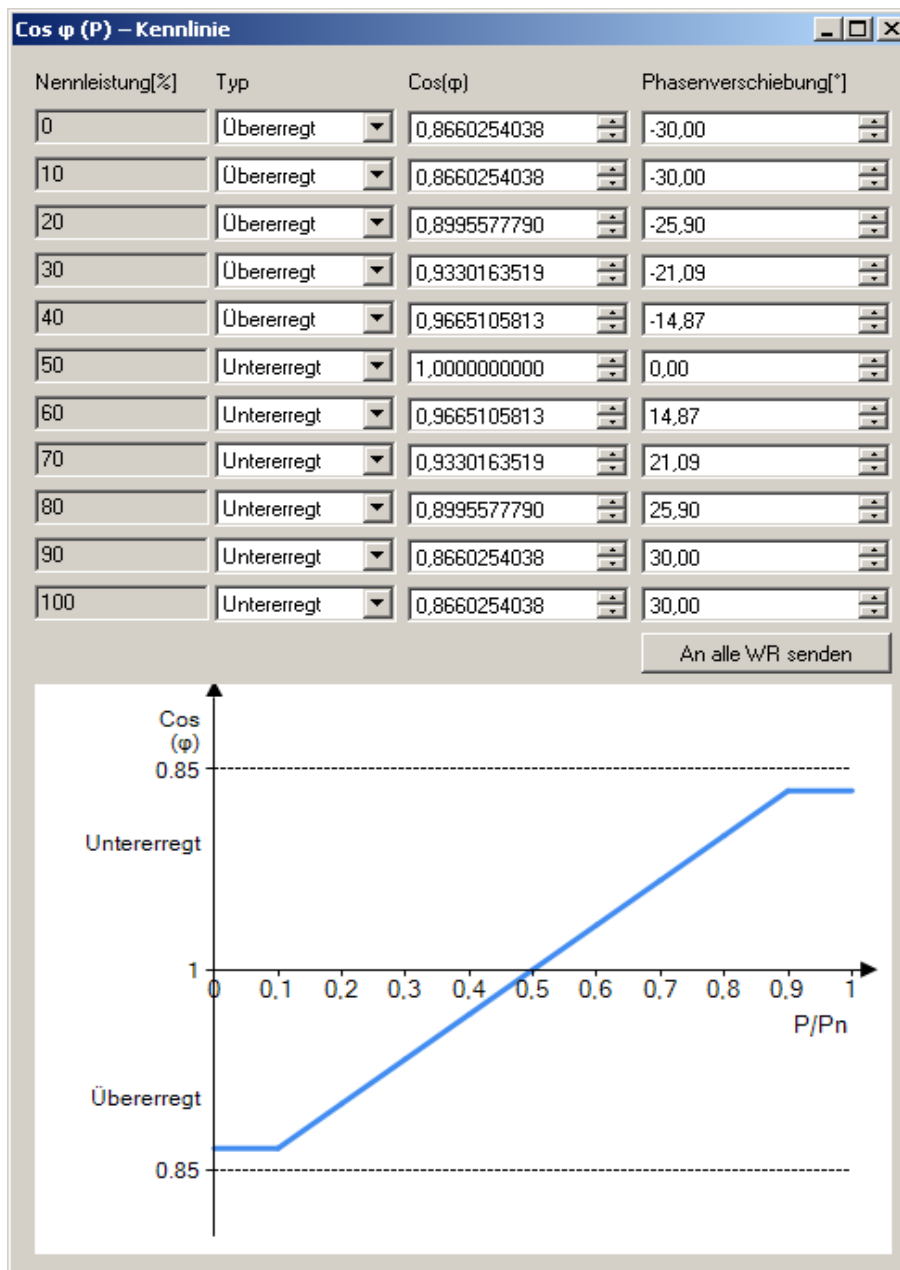 Cos φ (P) – Kennlinie
Nennleistung[%] Typ Cos(φ) Phasenverschiebung[°]
0 Übererregt 0,8660254038 -30,00
10 Übererregt 0,8660254038 -30,00
20 Übererregt 0,8995577790 -25,90
30 Übererregt 0,9330163519 -21,09
40 Übererregt 0,9665105813 -14,87
50 Untererregt 1,0000000000 0,00
60 Untererregt 0,9665105813 14,87
70 Untererregt 0,9330163519 21,09
80 Untererregt 0,8995577790 25,90
90 Untererregt 0,8660254038 30,00
100 Untererregt 0,8660254038 30,00
An alle WR senden
Cos
(φ)
0.85
Untererregt
1
0 0,1 0,2 0,3 0,4 0,5 0,6 0,7 0,8 0,9 1
P/Pn
Übererregt
0.85